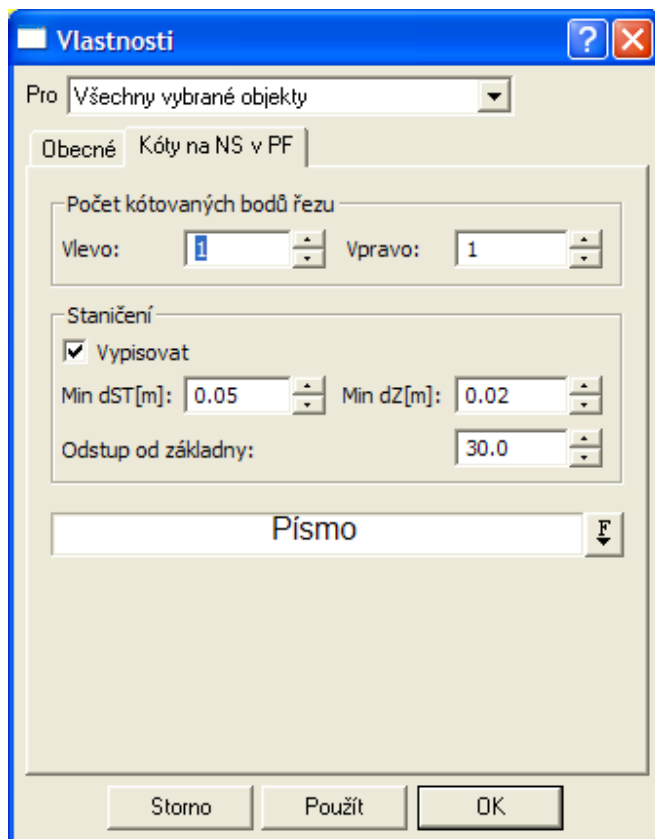 Vlastnosti
Pro Všechny vybrané objekty
Obecné Kóty na NS v PF
Počet kótovaných bodů řezu
Vlevo: 1 Vpravo: 1
Staničení
Vypisovat
Min dST[m]: 0.05 Min dZ[m]: 0.02
Odstup od základny: 30.0
Písmo F
Storno Použít OK